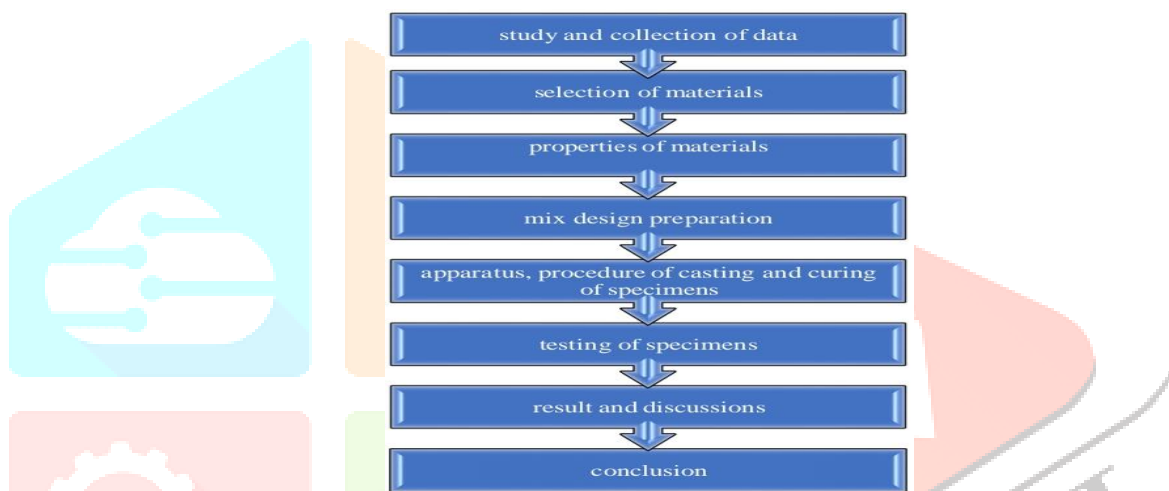 study and collection of data
selection of materials
properties of materials
mix design preparation
apparatus, procedure of casting and curing
of specimens
testing of specimens
result and discussions
conclusion